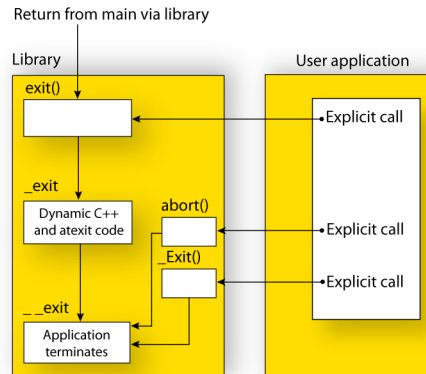 Return from main via library
Library
User application
exit()
Explicit call
_exit
Dynamic C++
and atexit code
abort()
Explicit call
_Exit()
Explicit call
_ _exit
Application
terminates